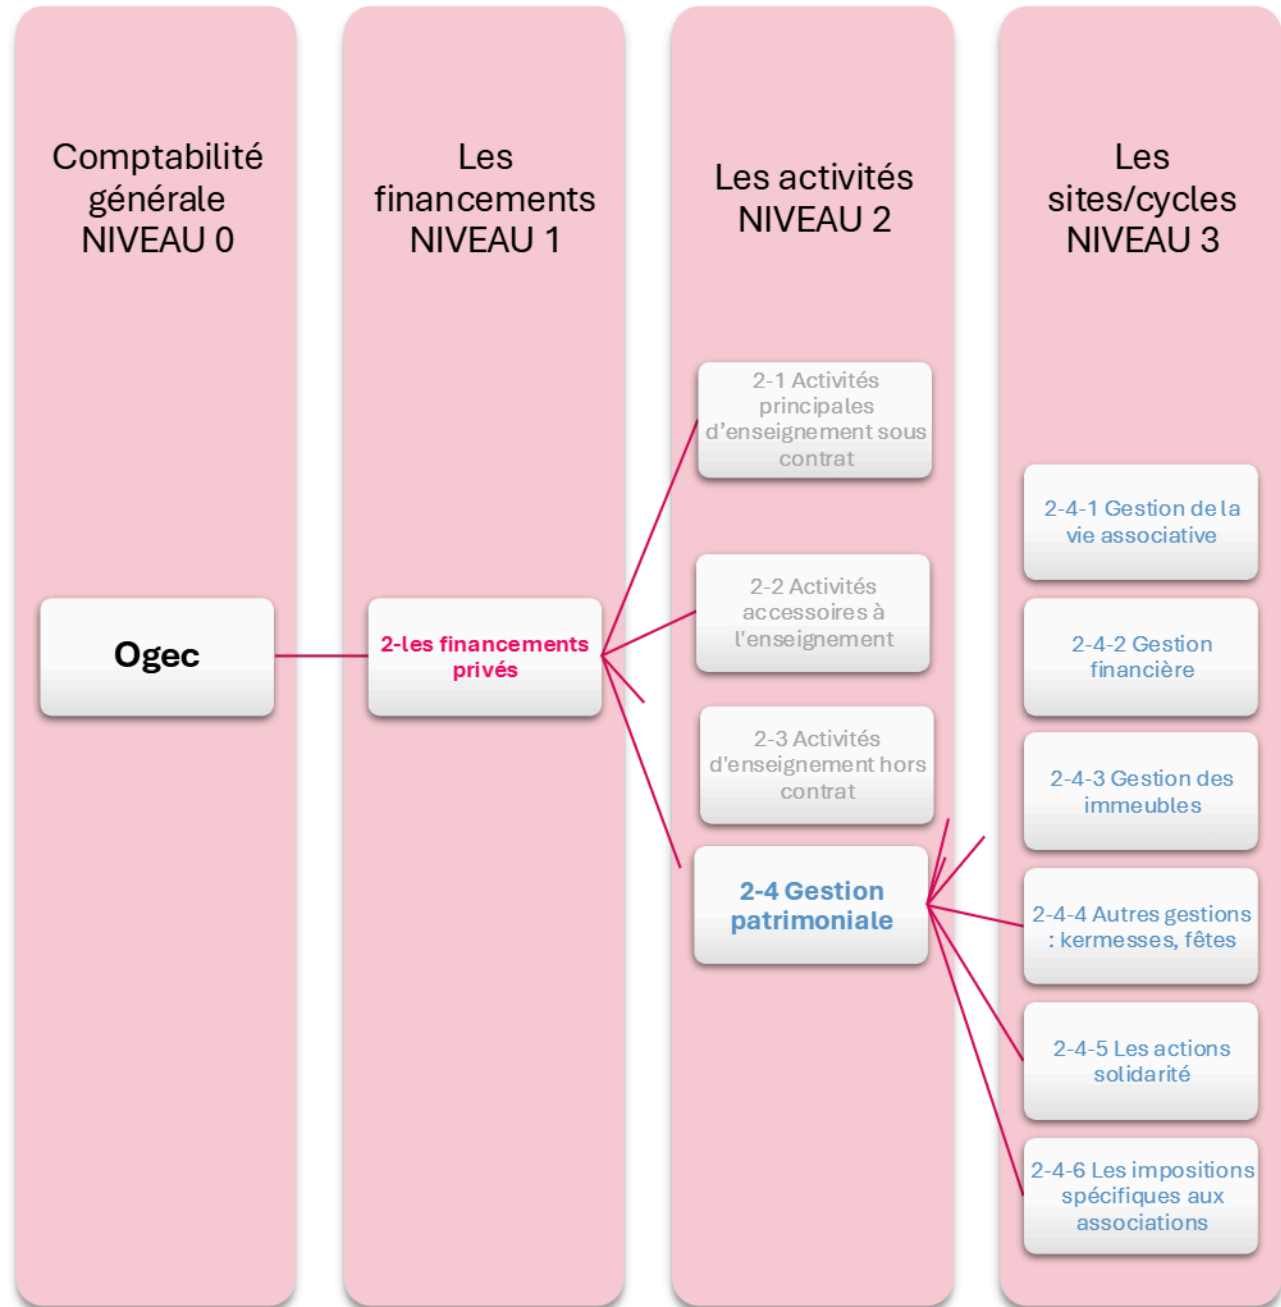 Comptabilité
générale
NIVEAU 0
Les
financements
NIVEAU 1
Les activités
NIVEAU 2
Les
sites/cycles
NIVEAU 3
Ogec
2-les financements
privés
2-1 Activités
principales
d’enseignement sous
contrat
2-2 Activités
accessoires à
l'enseignement
2-3 Activités
d'enseignement hors
contrat
2-4 Gestion
patrimoniale
2-4-1 Gestion de la
vie associative
2-4-2 Gestion
financière
2-4-3 Gestion des
immeubles
2-4-4 Autres gestions
: kermesses, fêtes
2-4-5 Les actions
solidarité
2-4-6 Les impositions
spécifiques aux
associations